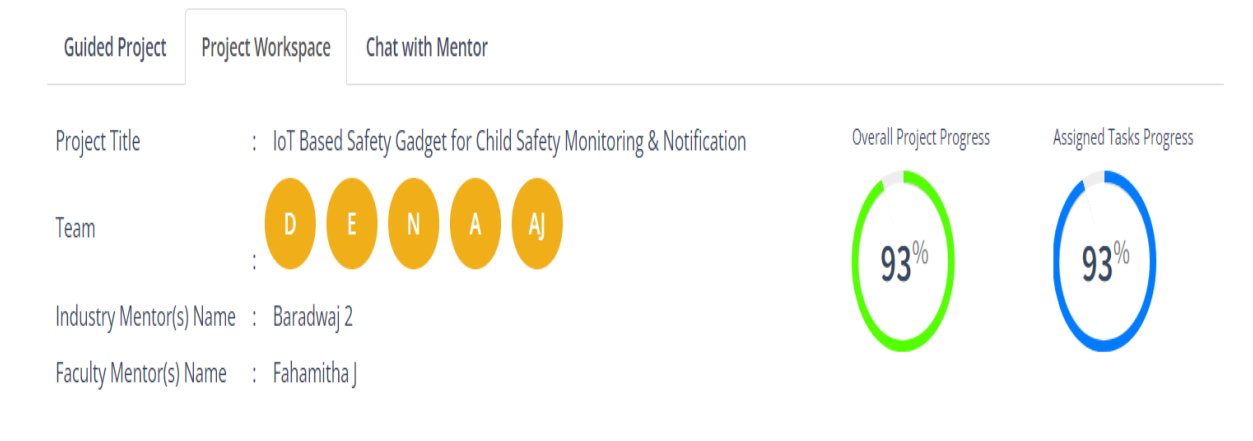 Guided Project Project Workspace Chat with Mentor
Project Title : IoT Based Safety Gadget for Child Safety Monitoring & Notification
Overall Project Progress Assigned Tasks Progress
Team : D E N A AJ
93% 93%
Industry Mentor(s) Name : Baradwaj 2
Faculty Mentor(s) Name : Fahamitha J